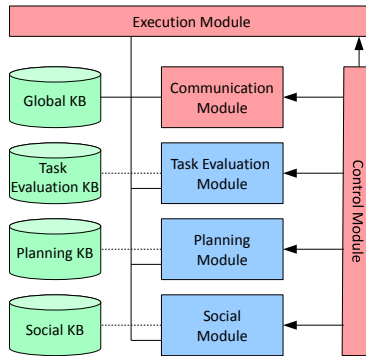 Execution Module
Global KB
Communication
Module
Task
Evaluation KB
Task Evaluation
Module
Planning KB
Planning
Module
Social KB
Social
Module
Control Module